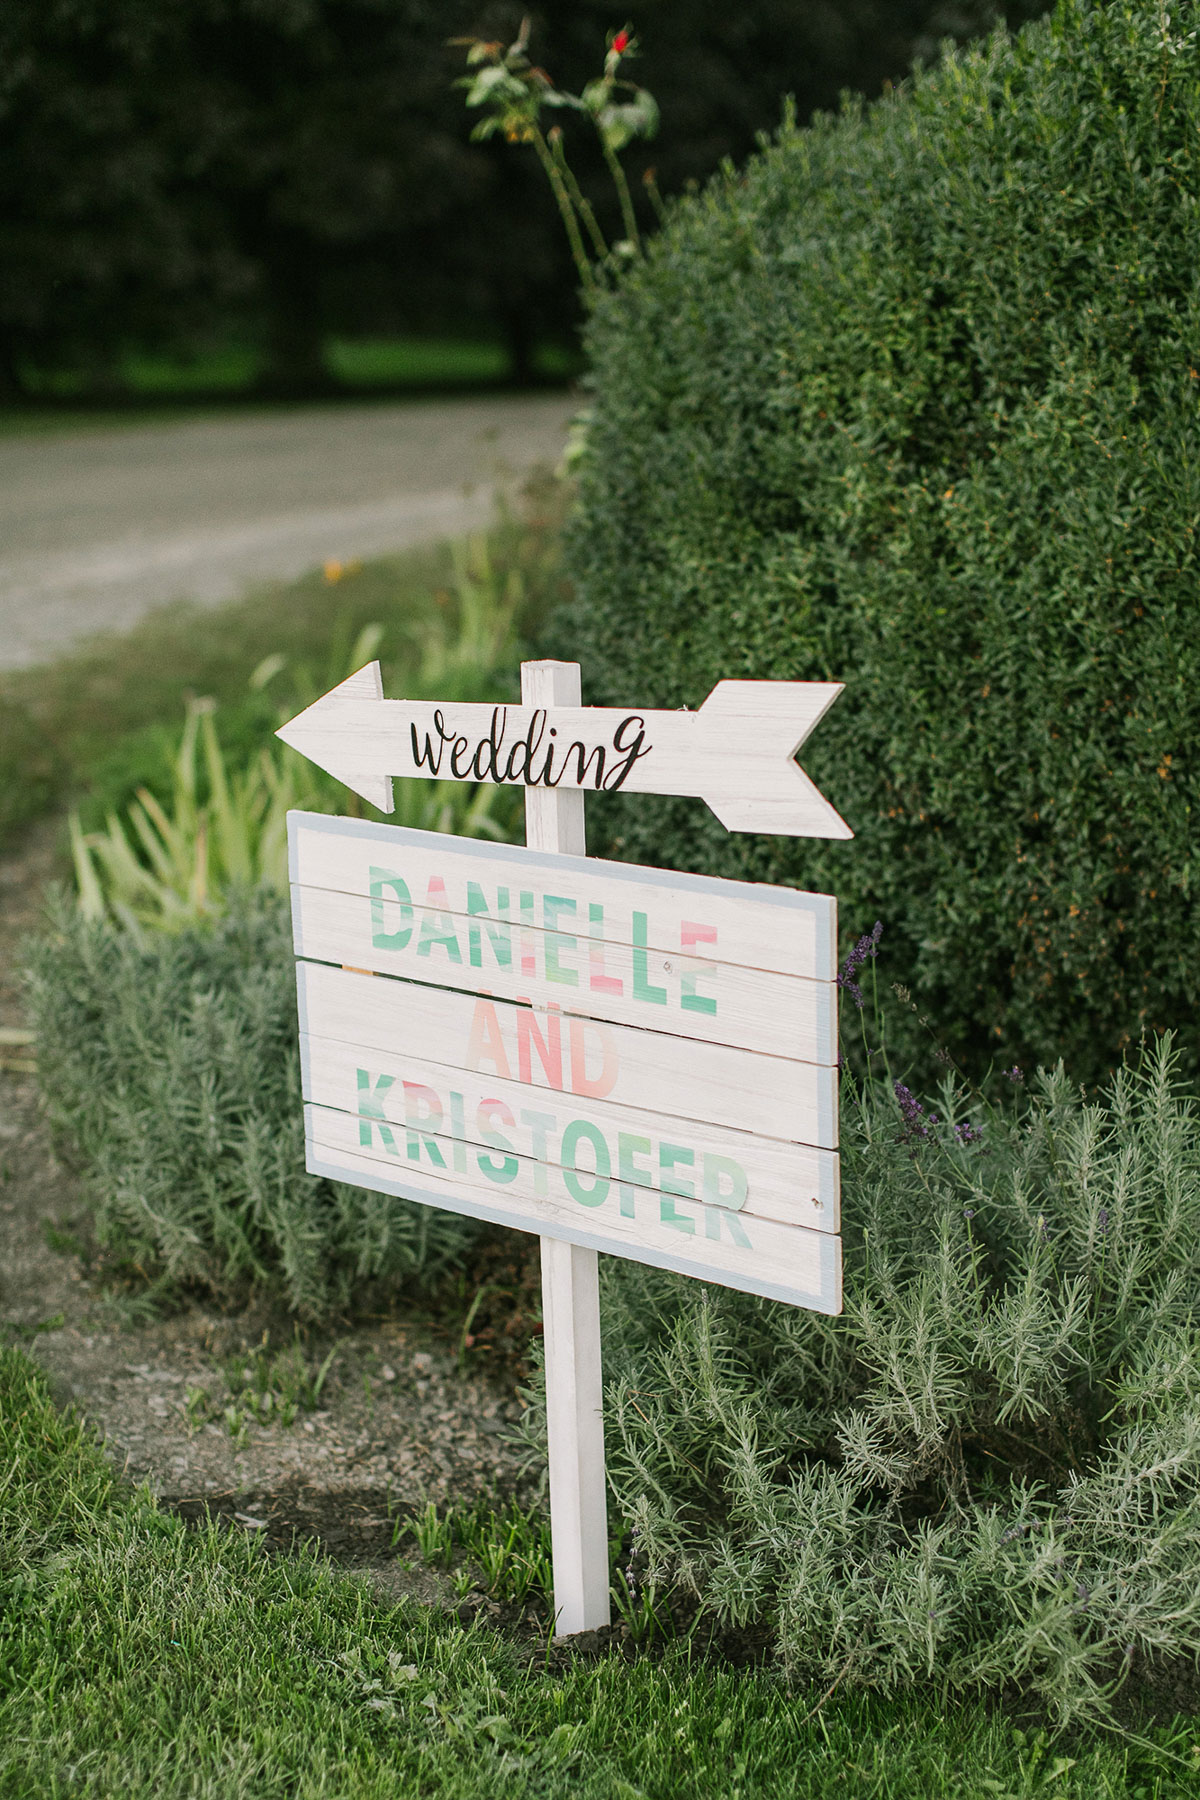 wedding
DANIELLE
AND
KRISTOFER